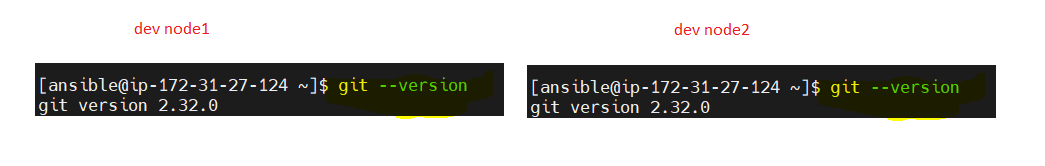 dev node1
dev node2
[ansible@ip-172-31-27-124 ~]$ git --version
git version 2.32.0
[ansible@ip-172-31-27-124 ~]$ git --version
git version 2.32.0